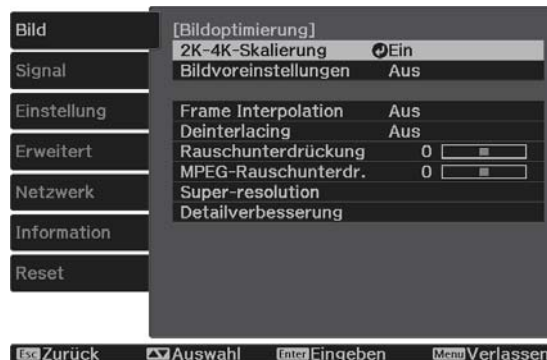 Bild
Signal
Einstellung
Erweitert
Netzwerk
Information
Reset
[Bildoptimierung]
2K-4K-Skalierung Ein
Bildvoreinstellungen Aus
Frame Interpolation Aus
Deinterlacing Aus
Rauschunterdrückung 0
MPEG-Rauschunterdr. 0
Super-resolution
Detailverbesserung
Esc Zurück Auswahl Enter Eingeben Menu Verlassen